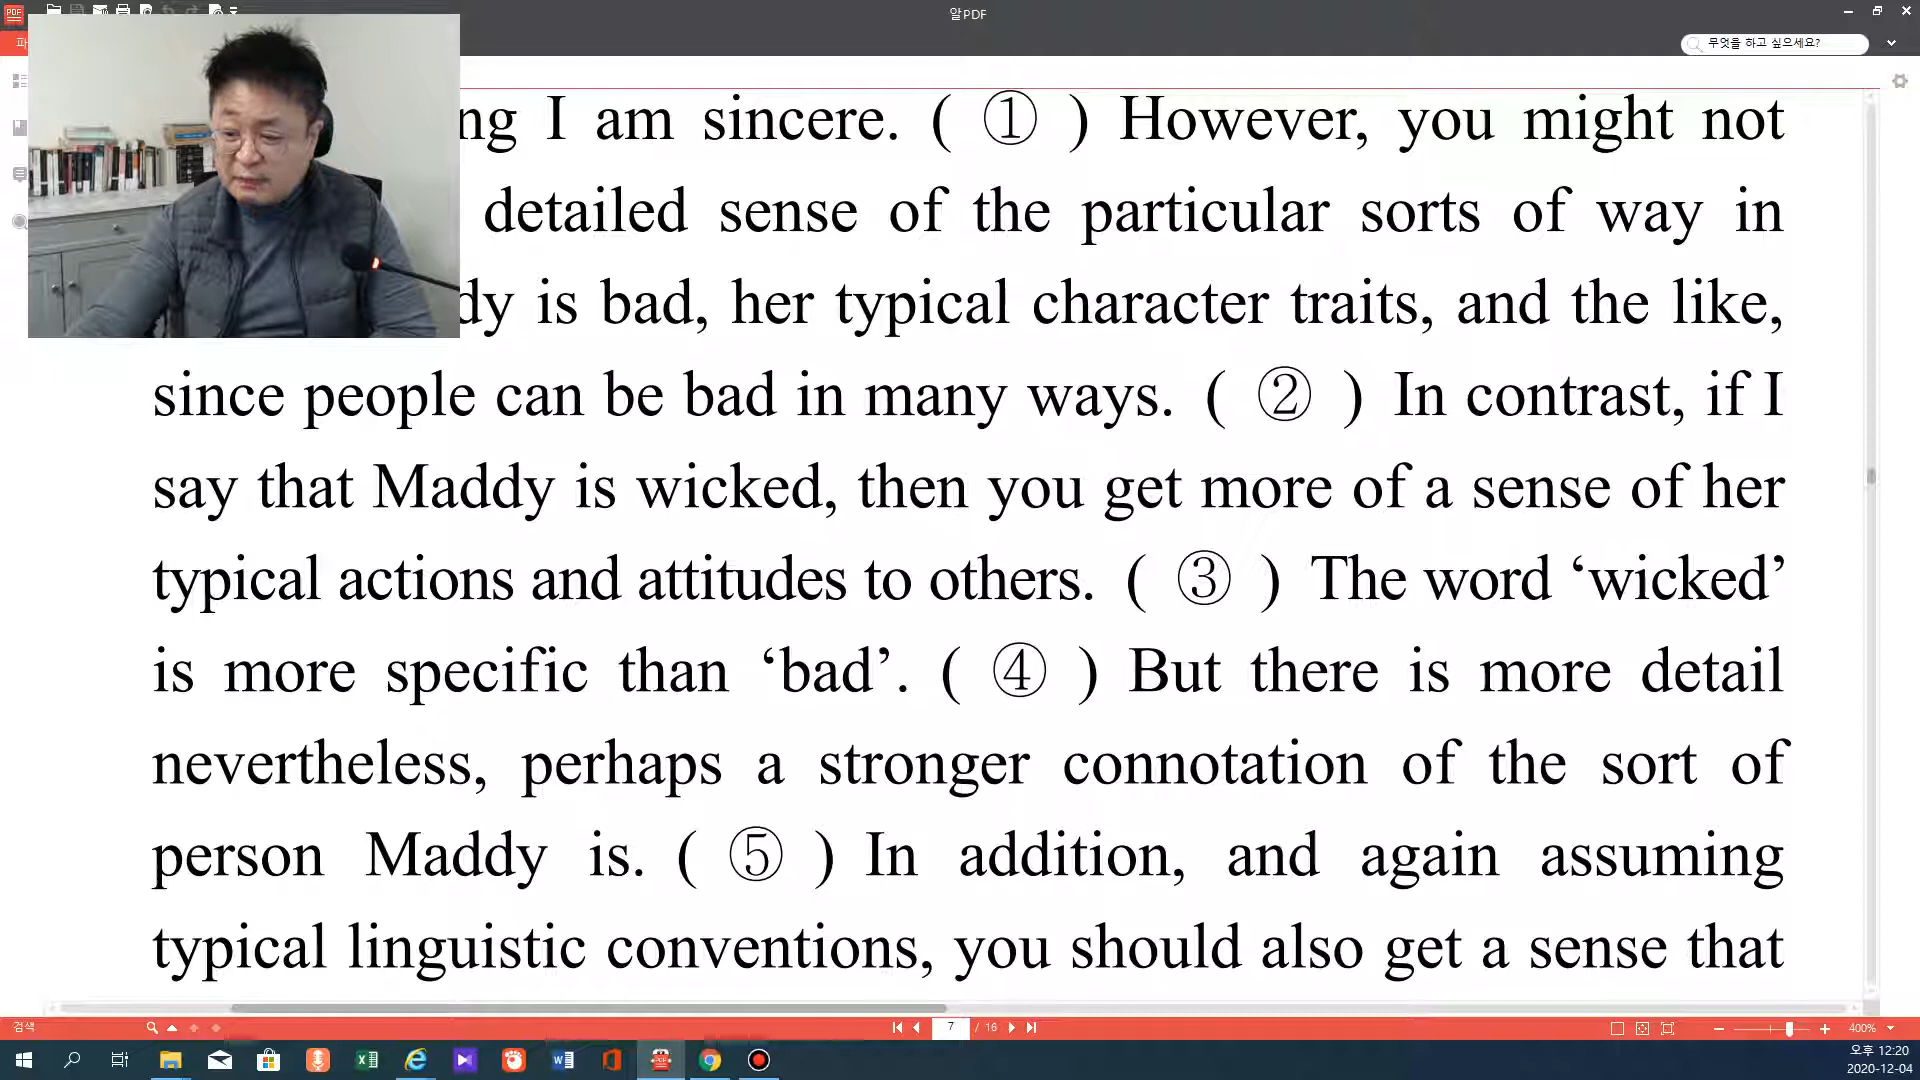 알PDF
무엇을 하고 싶으세요?
ng I am sincere. ( ① ) However, you might not
detailed sense of the particular sorts of way in
dy is bad, her typical character traits, and the like,
since people can be bad in many ways. ( ② ) In contrast, if I
say that Maddy is wicked, then you get more of a sense of her
typical actions and attitudes to others. ( ③ ) The word ‘wicked’
is more specific than ‘bad’. ( ④ ) But there is more detail
nevertheless, perhaps a stronger connotation of the sort of
person Maddy is. ( ⑤ ) In addition, and again assuming
typical linguistic conventions, you should also get a sense that
검색
7 / 16
400%
오후 12:20
2020-12-04